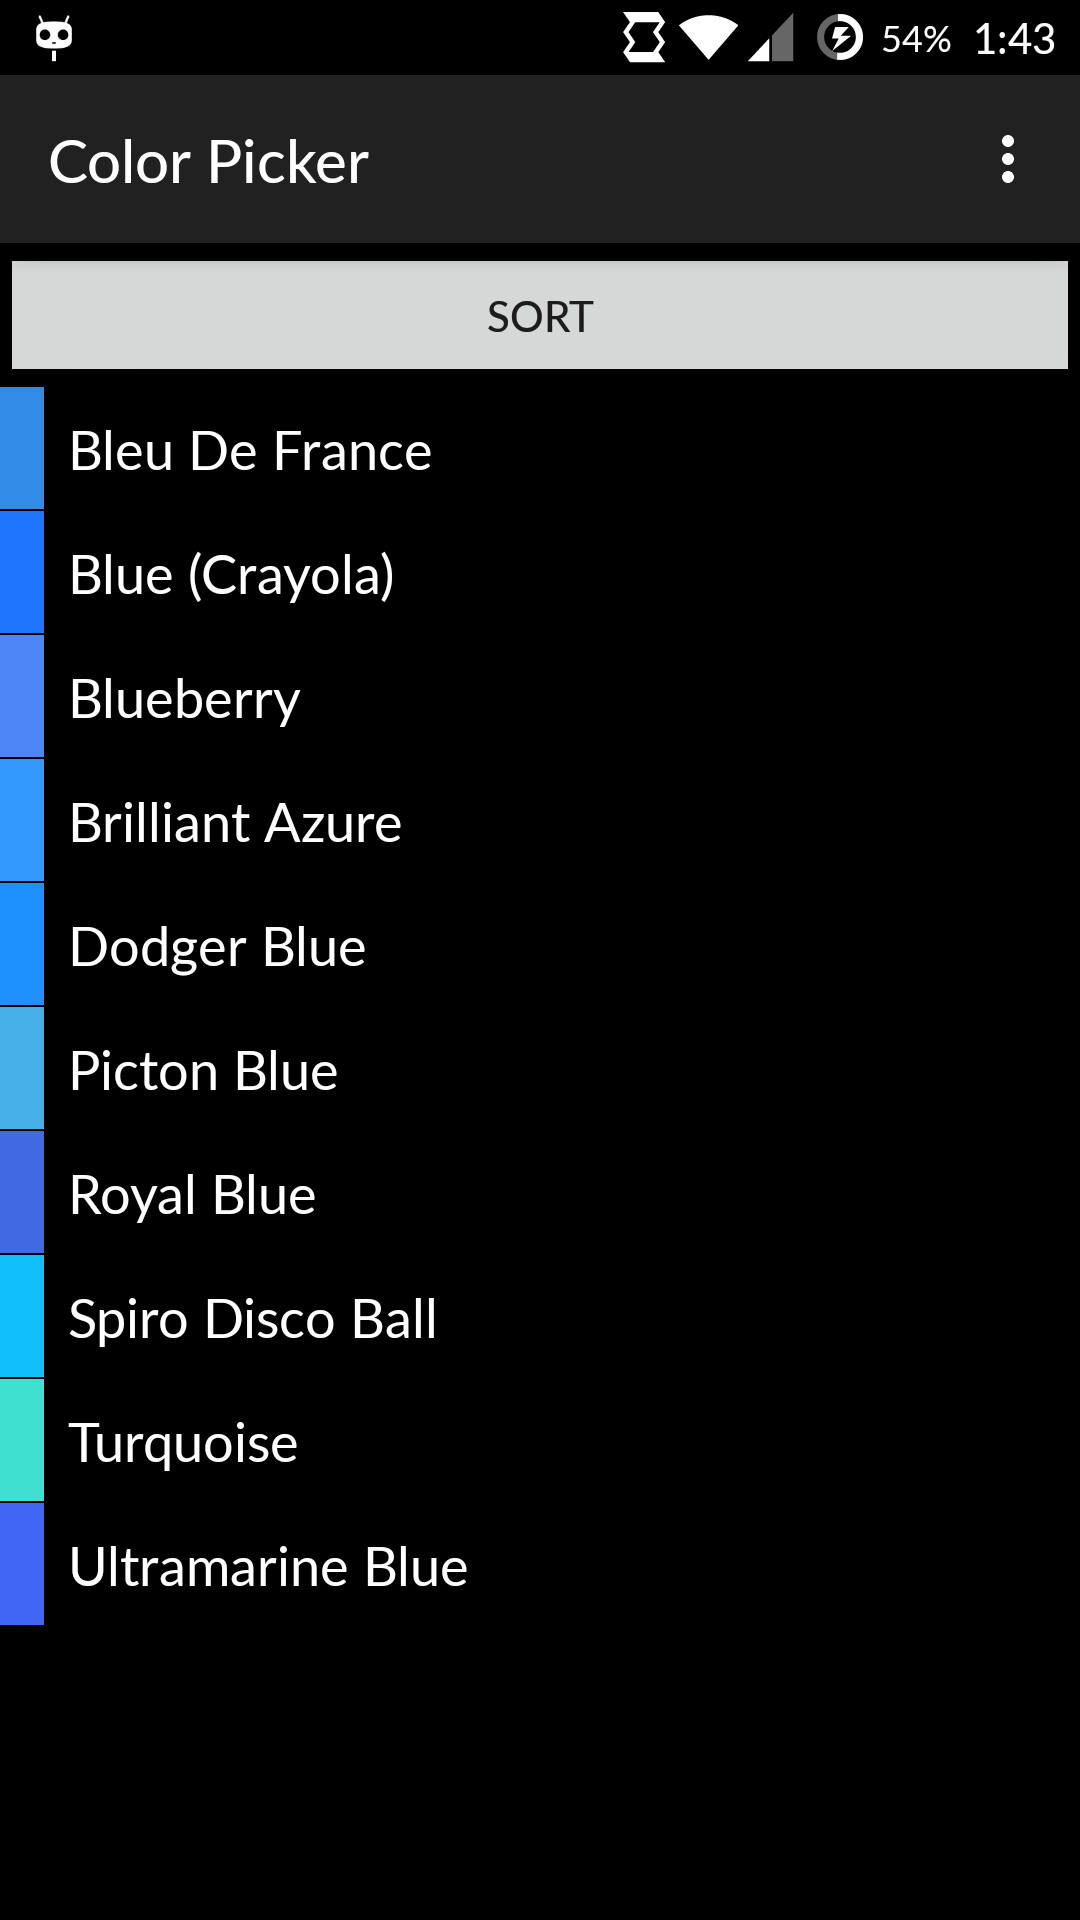 54% 1:43
Color Picker
SORT
Bleu De France
Blue (Crayola)
Blueberry
Brilliant Azure
Dodger Blue
Picton Blue
Royal Blue
Spiro Disco Ball
Turquoise
Ultramarine Blue